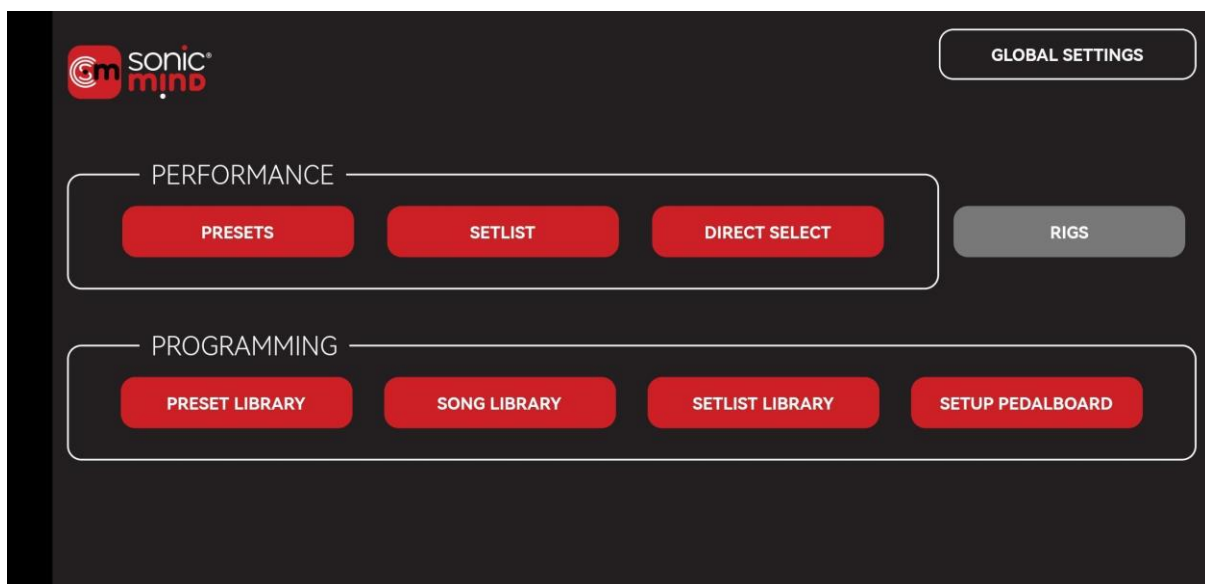 sonic®
mind
GLOBAL SETTINGS
PERFORMANCE
PRESETS
SETLIST
DIRECT SELECT
RIGS
PROGRAMMING
PRESET LIBRARY
SONG LIBRARY
SETLIST LIBRARY
SETUP PEDALBOARD